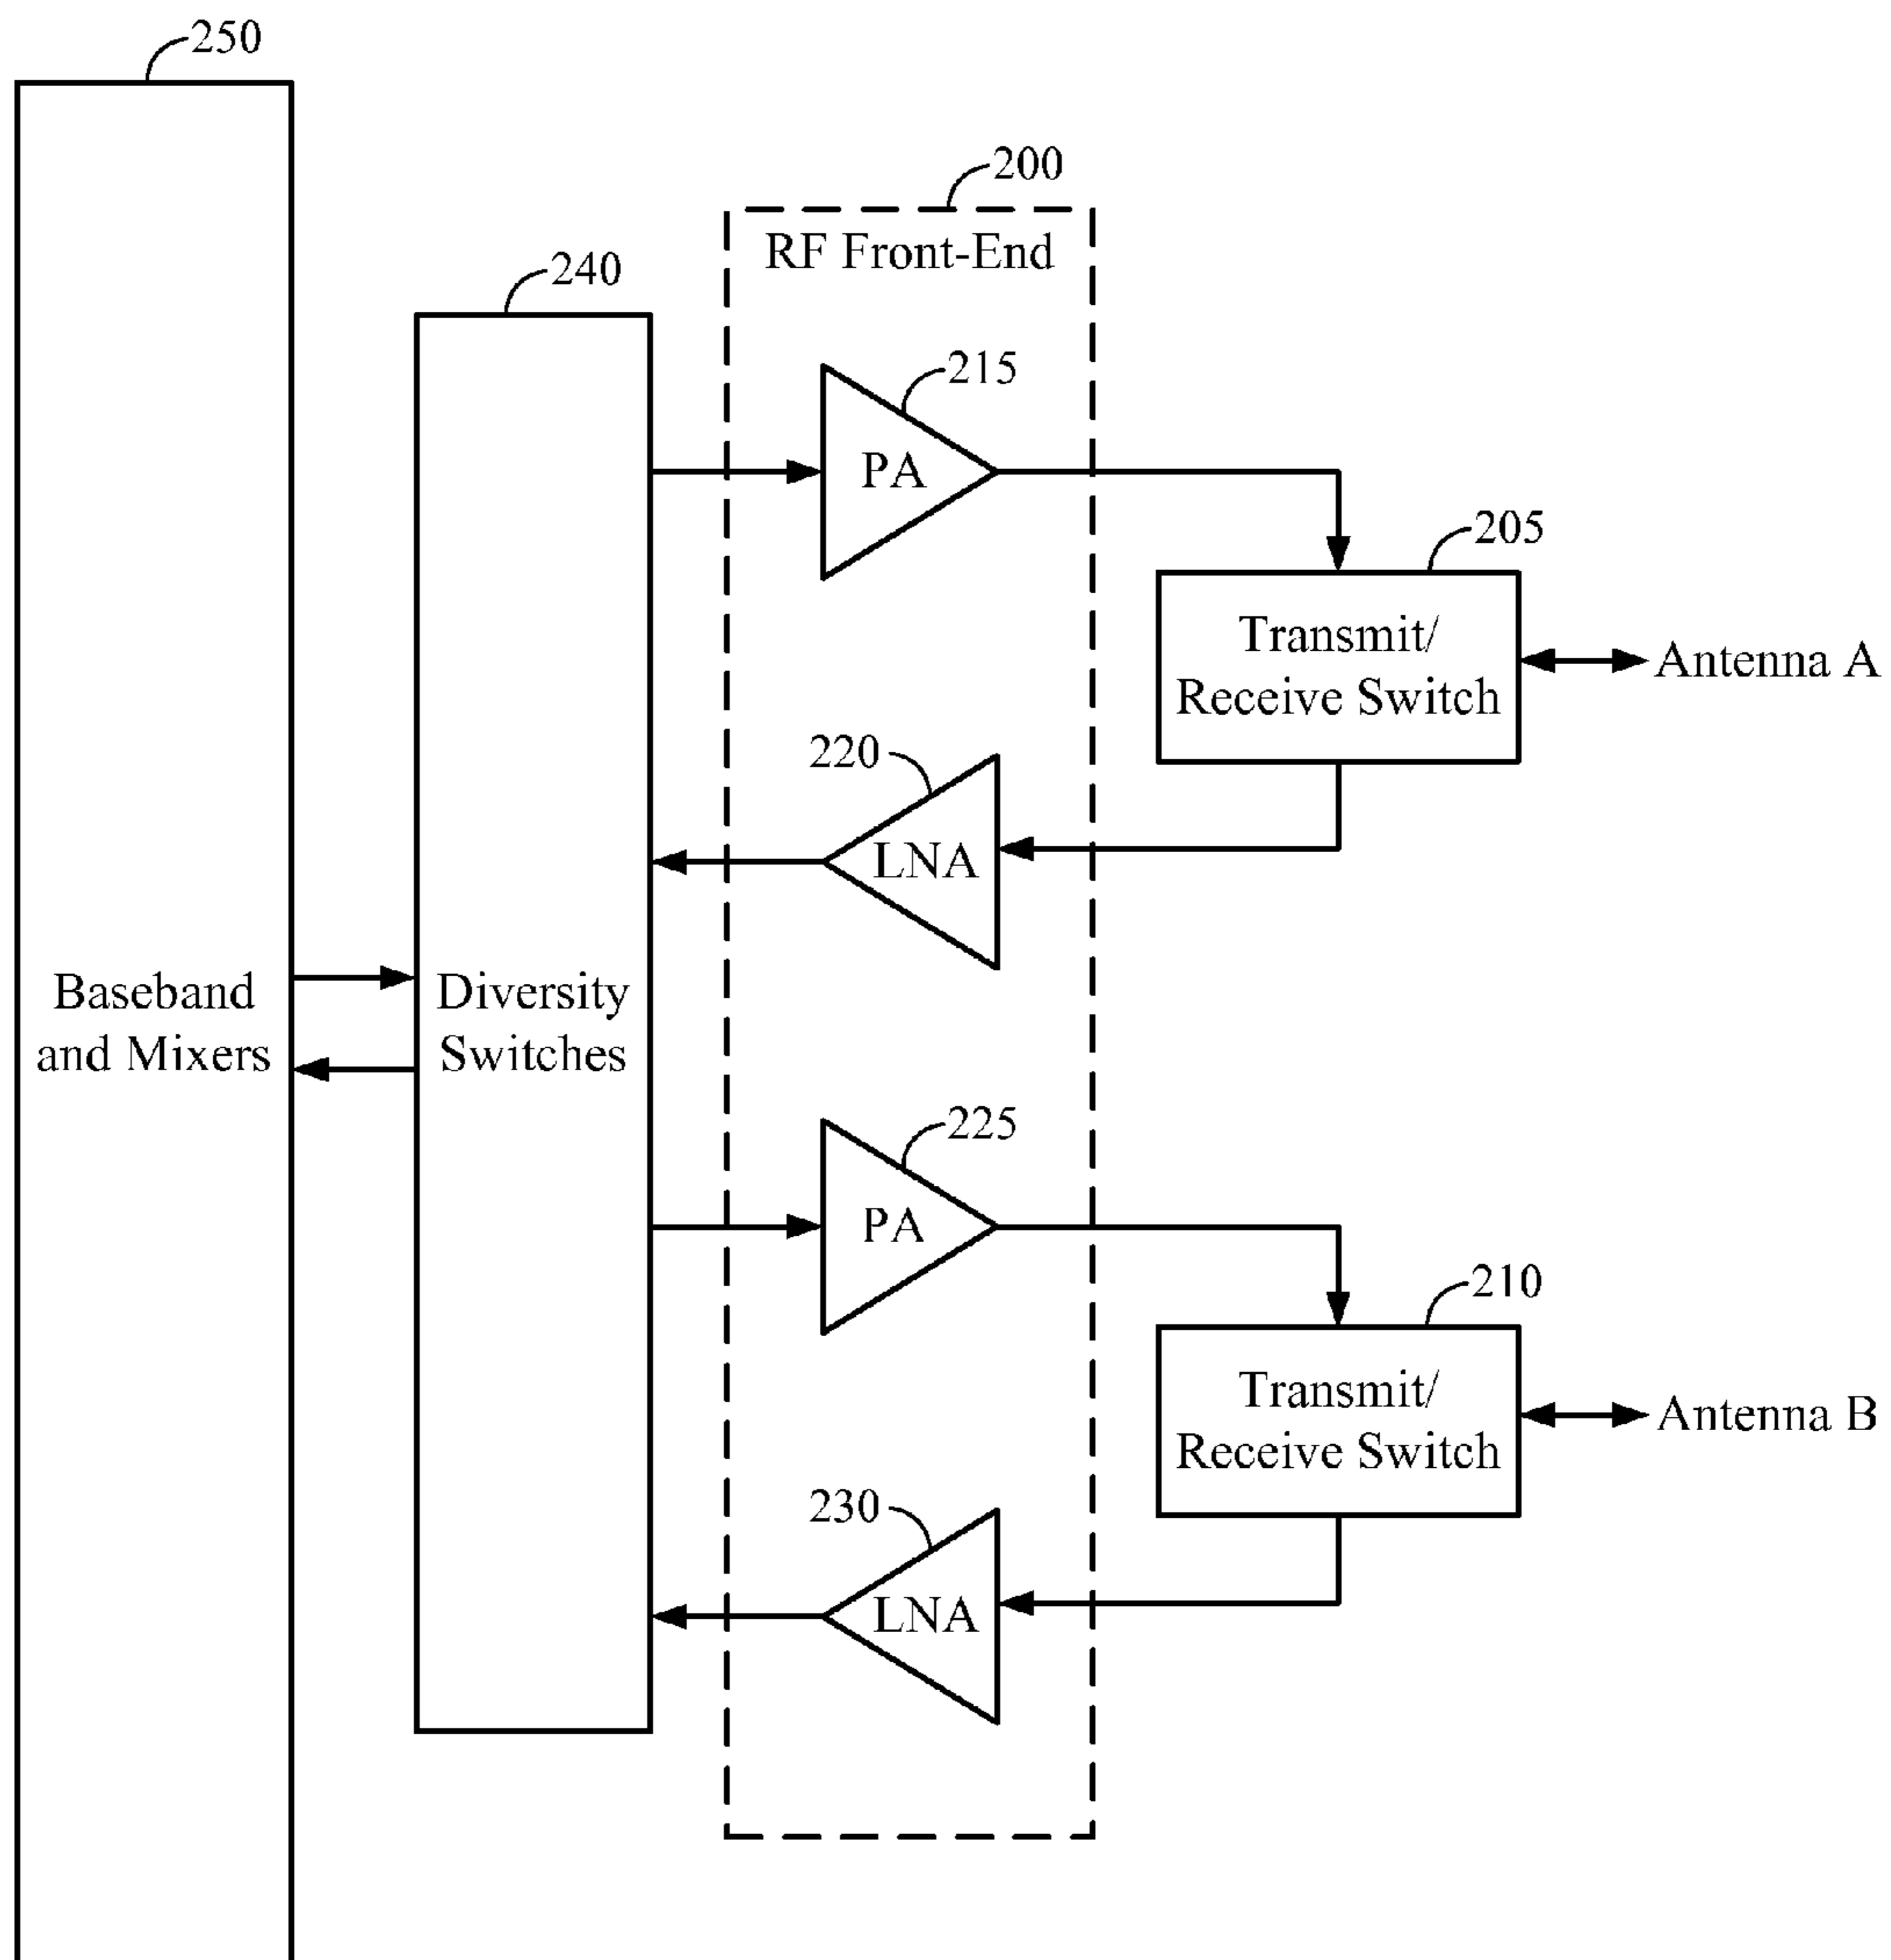 250
200
RF Front-End
240
215
PA
205
Transmit/
Receive Switch
Antenna A
220
LNA
Baseband
and Mixers
Diversity
Switches
225
PA
210
Transmit/
Receive Switch
Antenna B
230
LNA